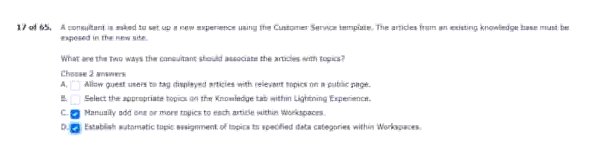 17 of 65. A consultant is asked to set up a new experience using the Customer Service template. The articles from an existing knowledge base must be
exposed in the new site.
What are the two ways the consultant should associate the articles with topics?
Choose 2 answers
A. Allow guest users to tag displayed articles with relevant topics on a public page.
B. Select the appropriate topics on the Knowledge tab within Lightning Experience.
C. Manually add one or more topics to each article within Workspaces.
D. Establish automatic topic assignment of topics to specified data categories within Workspaces.